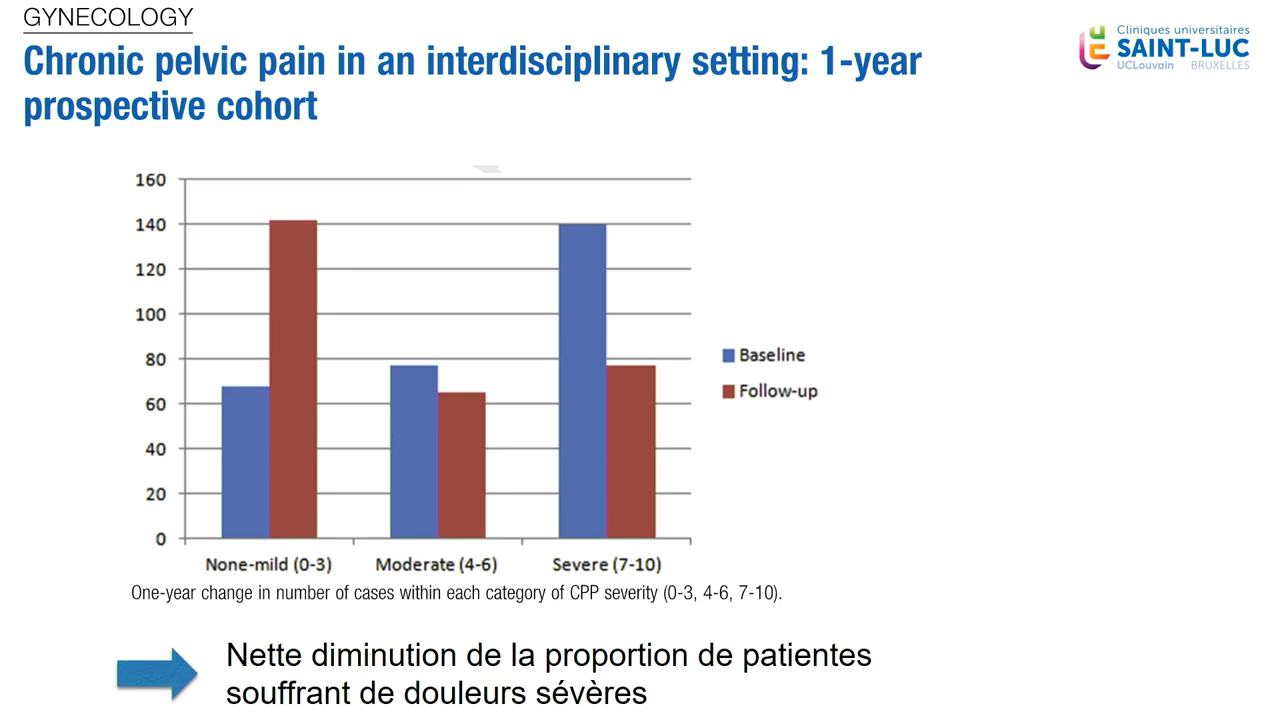 GYNECOLOGY
Chronic pelvic pain in an interdisciplinary setting: 1-year
prospective cohort
Cliniques universitaires
SAINT-LUC
UCLouvain BRUXELLES
160
140
120
100
80
60
40
20
0
None-mild (0-3)
Moderate (4-6)
Severe (7-10)
Baseline
Follow-up
One-year change in number of cases within each category of CPP severity (0-3, 4-6, 7-10).
Nette diminution de la proportion de patientes
souffrant de douleurs sévères